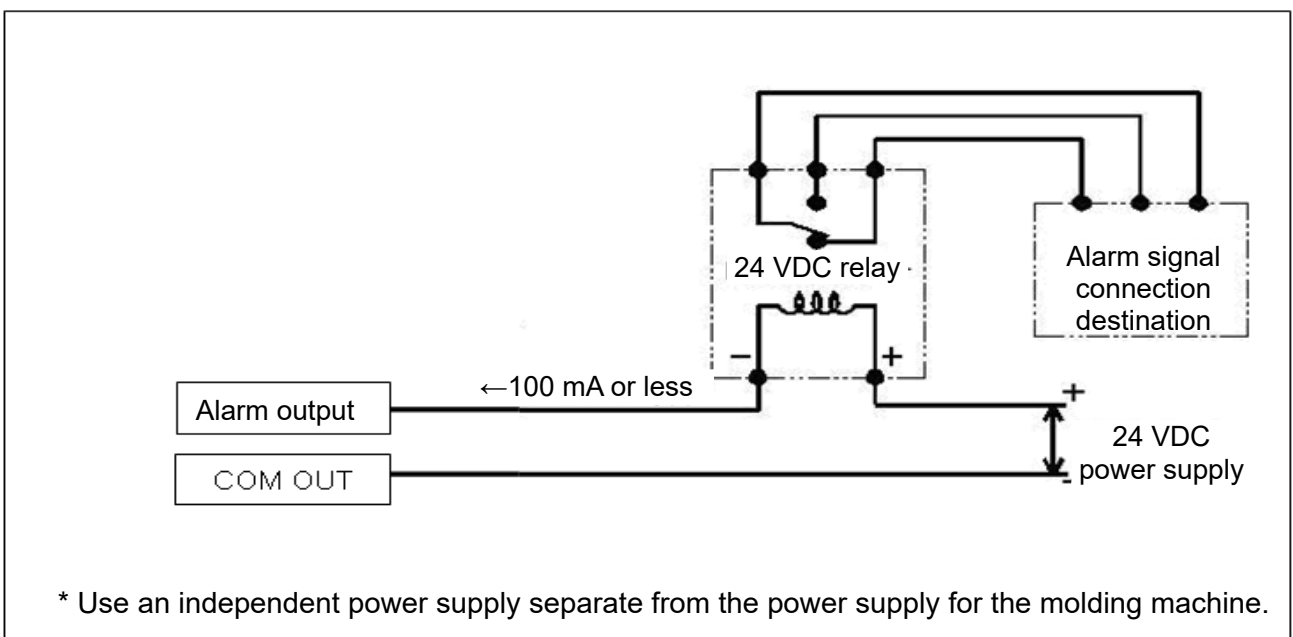 24 VDC relay
Alarm signal
connection
destination
− +
←100 mA or less
Alarm output
+
24 VDC
power supply
-
COM OUT
* Use an independent power supply separate from the power supply for the molding machine.